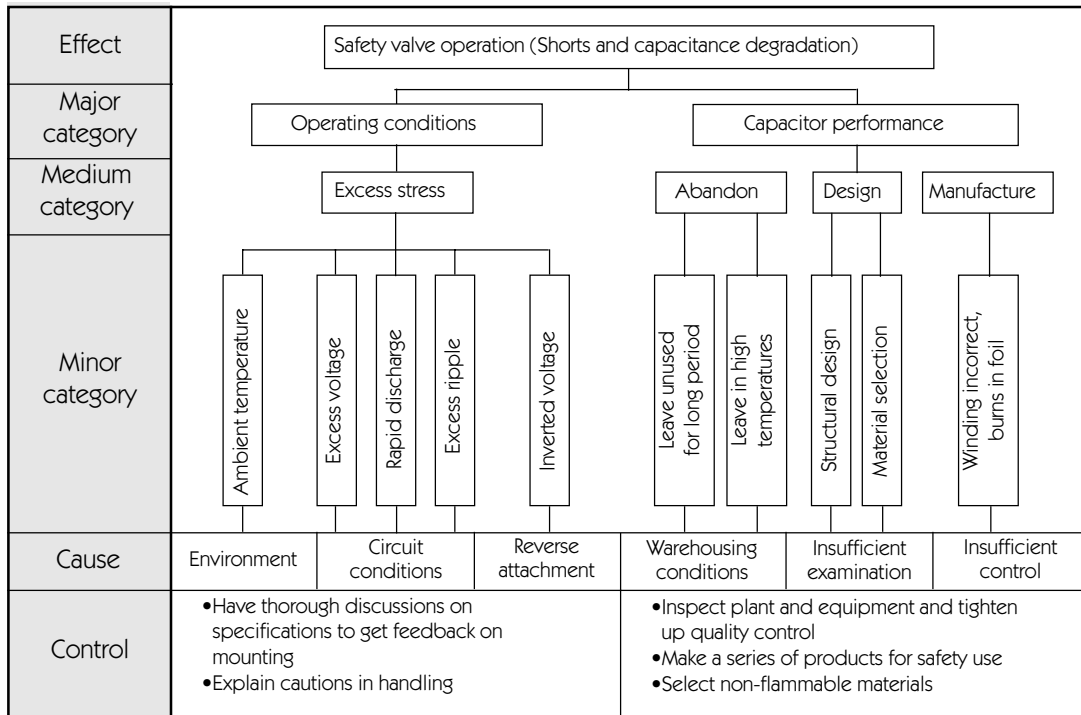 Effect
Safety valve operation (Shorts and capacitance degradation)
Major
category
Operating conditions
Capacitor performance
Medium
category
Excess stress
Abandon
Design
Manufacture
Minor
category
Ambient temperature
Excess voltage
Rapid discharge
Excess ripple
Inverted voltage
Leave unused
for long period
Leave in high
temperatures
Structural design
Material selection
Winding incorrect,
burns in foil
Cause
Environment
Circuit
conditions
Reverse
attachment
Warehousing
conditions
Insufficient
examination
Insufficient
control
Control
•Have thorough discussions on
specifications to get feedback on
mounting
•Explain cautions in handling
•Inspect plant and equipment and tighten
up quality control
•Make a series of products for safety use
•Select non-flammable materials